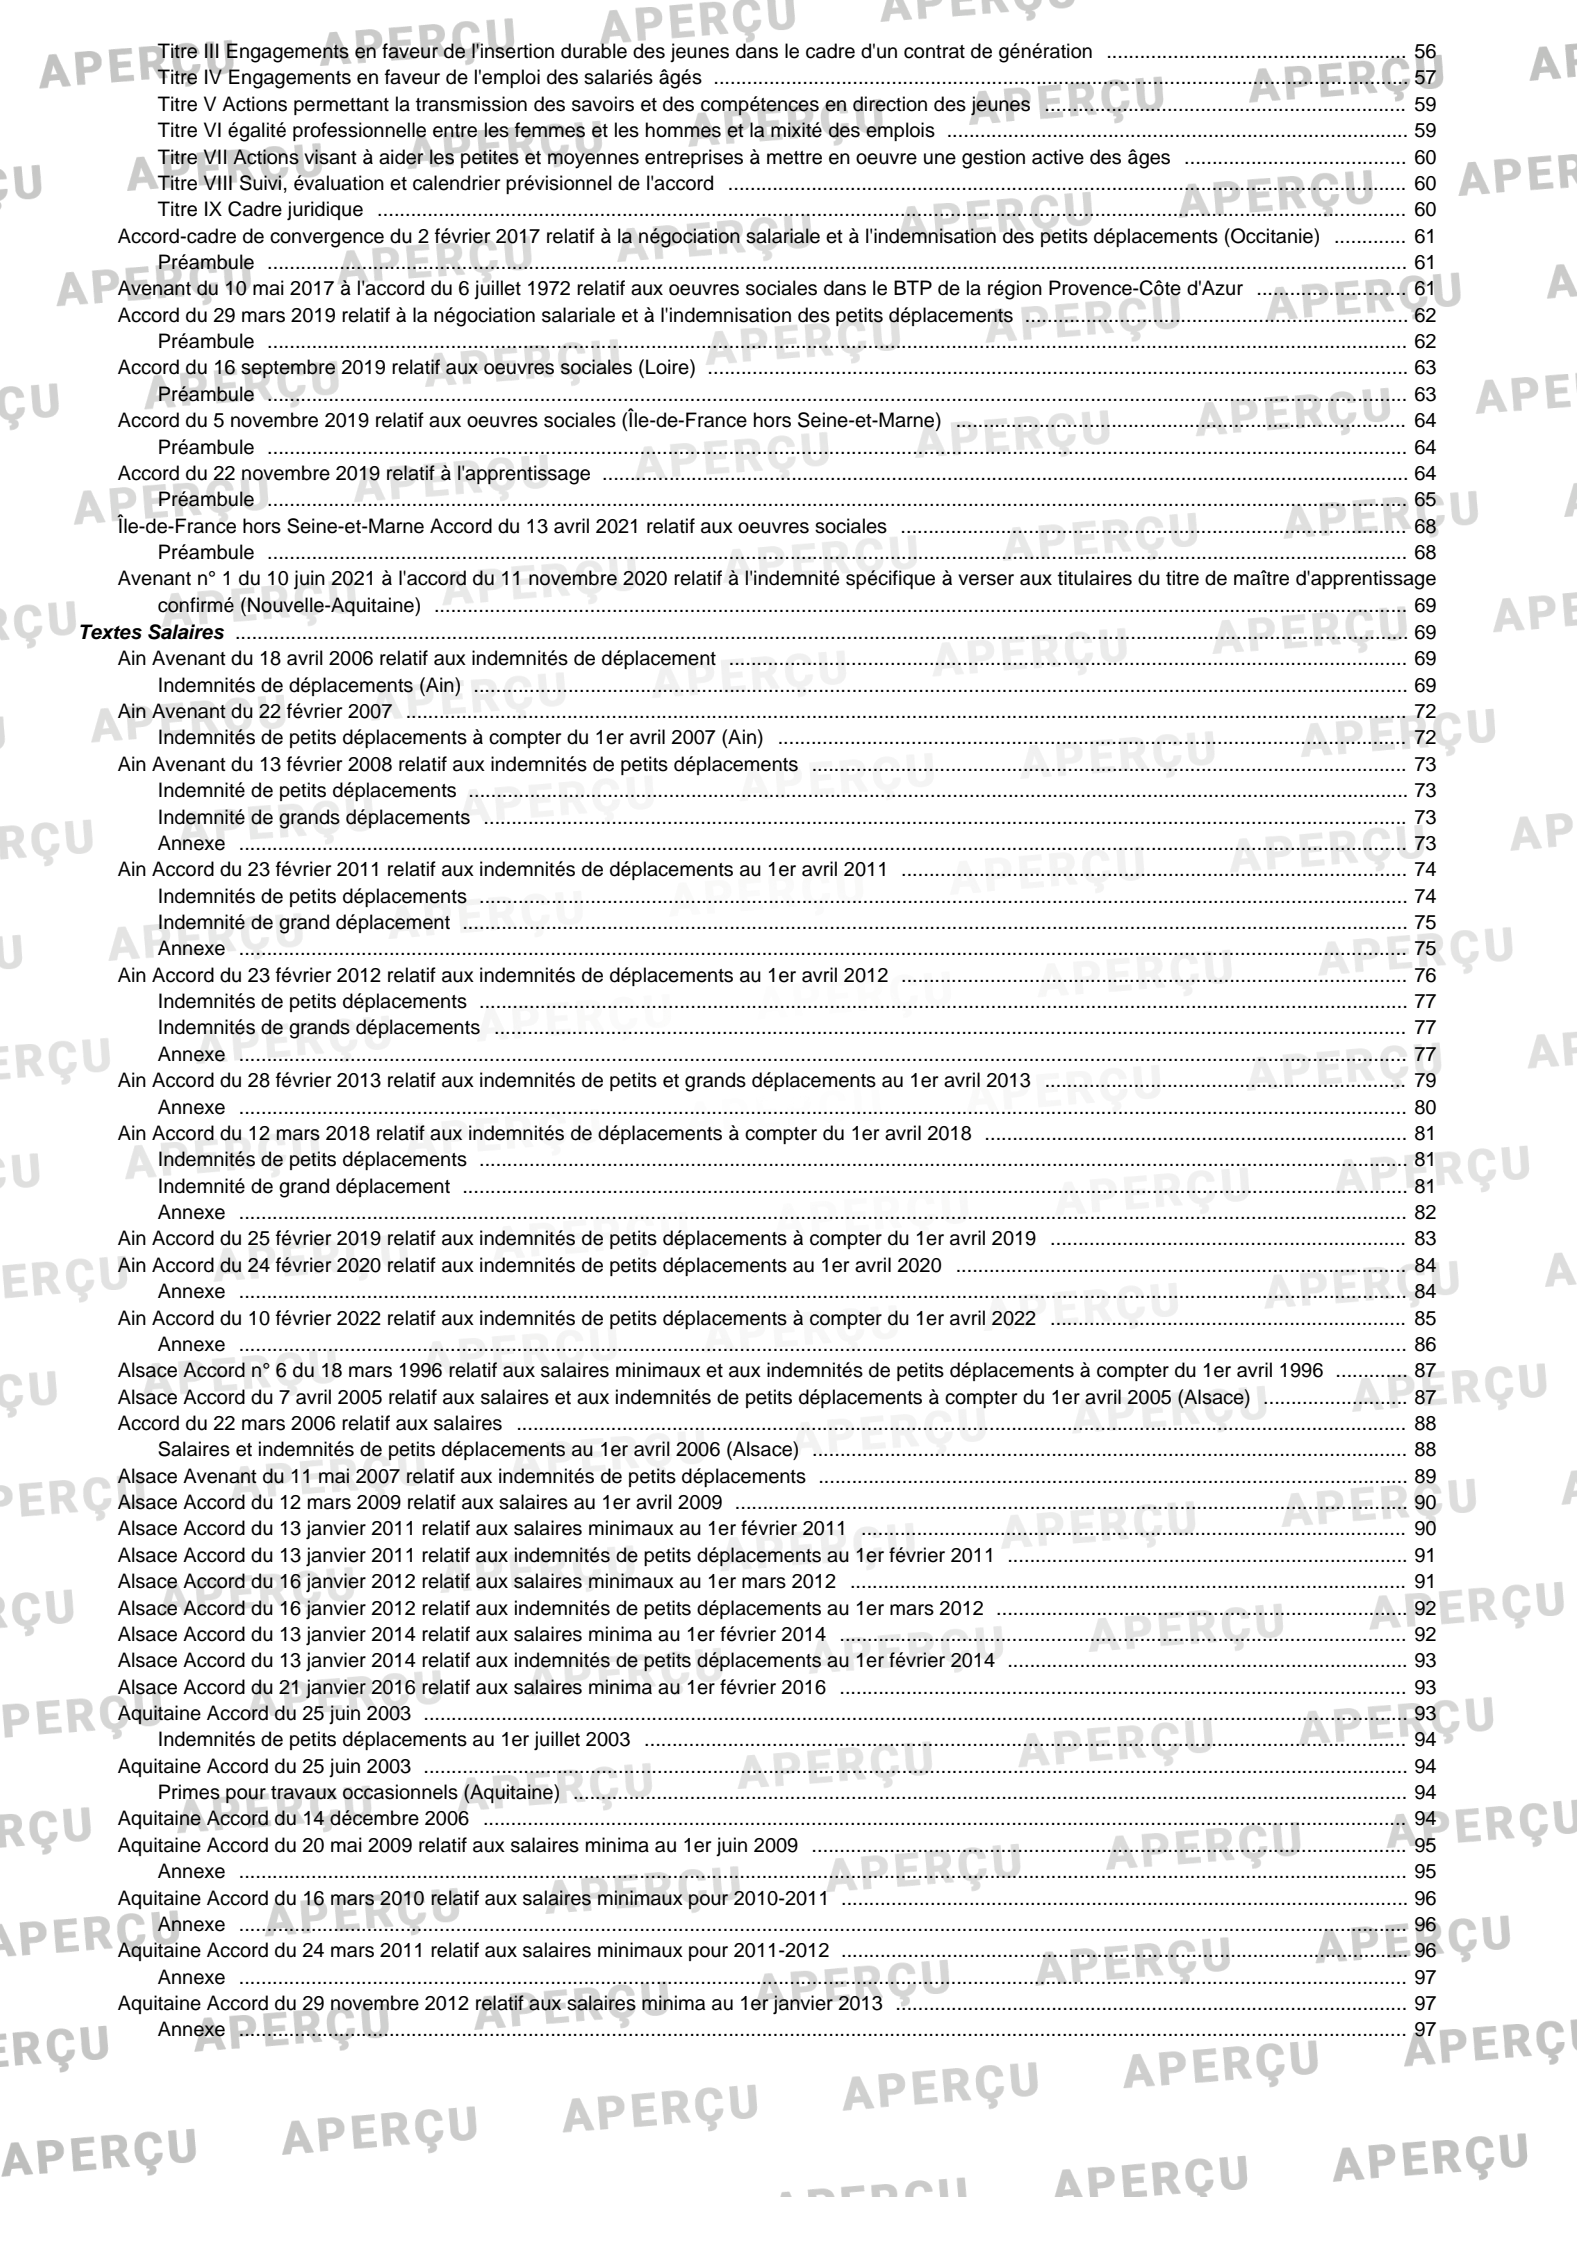 Titre III Engagements en faveur de l'insertion durable des jeunes dans le cadre d'un contrat de génération ... 56
Titre IV Engagements en faveur de l'emploi des salariés âgés ... 57
Titre V Actions permettant la transmission des savoirs et des compétences en direction des jeunes ... 59
Titre VI égalité professionnelle entre les femmes et les hommes et la mixité des emplois ... 59
Titre VII Actions visant à aider les petites et moyennes entreprises à mettre en oeuvre une gestion active des âges ... 60
Titre VIII Suivi, évaluation et calendrier prévisionnel de l'accord ... 60
Titre IX Cadre juridique ... 60
Accord-cadre de convergence du 2 février 2017 relatif à la négociation salariale et à l'indemnisation des petits déplacements (Occitanie) ... 61
Préambule ... 61
Avenant du 10 mai 2017 à l'accord du 6 juillet 1972 relatif aux oeuvres sociales dans le BTP de la région Provence-Côte d'Azur ... 61
Accord du 29 mars 2019 relatif à la négociation salariale et à l'indemnisation des petits déplacements ... 62
Préambule ... 62
Accord du 16 septembre 2019 relatif aux oeuvres sociales (Loire) ... 63
Préambule ... 63
Accord du 5 novembre 2019 relatif aux oeuvres sociales (Île-de-France hors Seine-et-Marne) ... 64
Préambule ... 64
Accord du 22 novembre 2019 relatif à l'apprentissage ... 64
Préambule ... 65
Île-de-France hors Seine-et-Marne Accord du 13 avril 2021 relatif aux oeuvres sociales ... 68
Préambule ... 68
Avenant n° 1 du 10 juin 2021 à l'accord du 11 novembre 2020 relatif à l'indemnité spécifique à verser aux titulaires du titre de maître d'apprentissage
confirmé (Nouvelle-Aquitaine) ... 69
Textes Salaires ... 69
Ain Avenant du 18 avril 2006 relatif aux indemnités de déplacement ... 69
Indemnités de déplacements (Ain) ... 69
Ain Avenant du 22 février 2007 ... 72
Indemnités de petits déplacements à compter du 1er avril 2007 (Ain) ... 72
Ain Avenant du 13 février 2008 relatif aux indemnités de petits déplacements ... 73
Indemnité de petits déplacements ... 73
Indemnité de grands déplacements ... 73
Annexe ... 73
Ain Accord du 23 février 2011 relatif aux indemnités de déplacements au 1er avril 2011 ... 74
Indemnités de petits déplacements ... 74
Indemnité de grand déplacement ... 75
Annexe ... 75
Ain Accord du 23 février 2012 relatif aux indemnités de déplacements au 1er avril 2012 ... 76
Indemnités de petits déplacements ... 77
Indemnités de grands déplacements ... 77
Annexe ... 77
Ain Accord du 28 février 2013 relatif aux indemnités de petits et grands déplacements au 1er avril 2013 ... 79
Annexe ... 80
Ain Accord du 12 mars 2018 relatif aux indemnités de déplacements à compter du 1er avril 2018 ... 81
Indemnités de petits déplacements ... 81
Indemnité de grand déplacement ... 81
Annexe ... 82
Ain Accord du 25 février 2019 relatif aux indemnités de petits déplacements à compter du 1er avril 2019 ... 83
Ain Accord du 24 février 2020 relatif aux indemnités de petits déplacements au 1er avril 2020 ... 84
Annexe ... 84
Ain Accord du 10 février 2022 relatif aux indemnités de petits déplacements à compter du 1er avril 2022 ... 85
Annexe ... 86
Alsace Accord n° 6 du 18 mars 1996 relatif aux salaires minimaux et aux indemnités de petits déplacements à compter du 1er avril 1996 ... 87
Alsace Accord du 7 avril 2005 relatif aux salaires et aux indemnités de petits déplacements à compter du 1er avril 2005 (Alsace) ... 87
Accord du 22 mars 2006 relatif aux salaires ... 88
Salaires et indemnités de petits déplacements au 1er avril 2006 (Alsace) ... 88
Alsace Avenant du 11 mai 2007 relatif aux indemnités de petits déplacements ... 89
Alsace Accord du 12 mars 2009 relatif aux salaires au 1er avril 2009 ... 90
Alsace Accord du 13 janvier 2011 relatif aux salaires minimaux au 1er février 2011 ... 90
Alsace Accord du 13 janvier 2011 relatif aux indemnités de petits déplacements au 1er février 2011 ... 91
Alsace Accord du 16 janvier 2012 relatif aux salaires minimaux au 1er mars 2012 ... 91
Alsace Accord du 16 janvier 2012 relatif aux indemnités de petits déplacements au 1er mars 2012 ... 92
Alsace Accord du 13 janvier 2014 relatif aux salaires minima au 1er février 2014 ... 92
Alsace Accord du 13 janvier 2014 relatif aux indemnités de petits déplacements au 1er février 2014 ... 93
Alsace Accord du 21 janvier 2016 relatif aux salaires minima au 1er février 2016 ... 93
Aquitaine Accord du 25 juin 2003 ... 93
Indemnités de petits déplacements au 1er juillet 2003 ... 94
Aquitaine Accord du 25 juin 2003 ... 94
Primes pour travaux occasionnels (Aquitaine) ... 94
Aquitaine Accord du 14 décembre 2006 ... 94
Aquitaine Accord du 20 mai 2009 relatif aux salaires minima au 1er juin 2009 ... 95
Annexe ... 95
Aquitaine Accord du 16 mars 2010 relatif aux salaires minimaux pour 2010-2011 ... 96
Annexe ... 96
Aquitaine Accord du 24 mars 2011 relatif aux salaires minimaux pour 2011-2012 ... 96
Annexe ... 97
Aquitaine Accord du 29 novembre 2012 relatif aux salaires minima au 1er janvier 2013 ... 97
Annexe ... 97
APERÇU